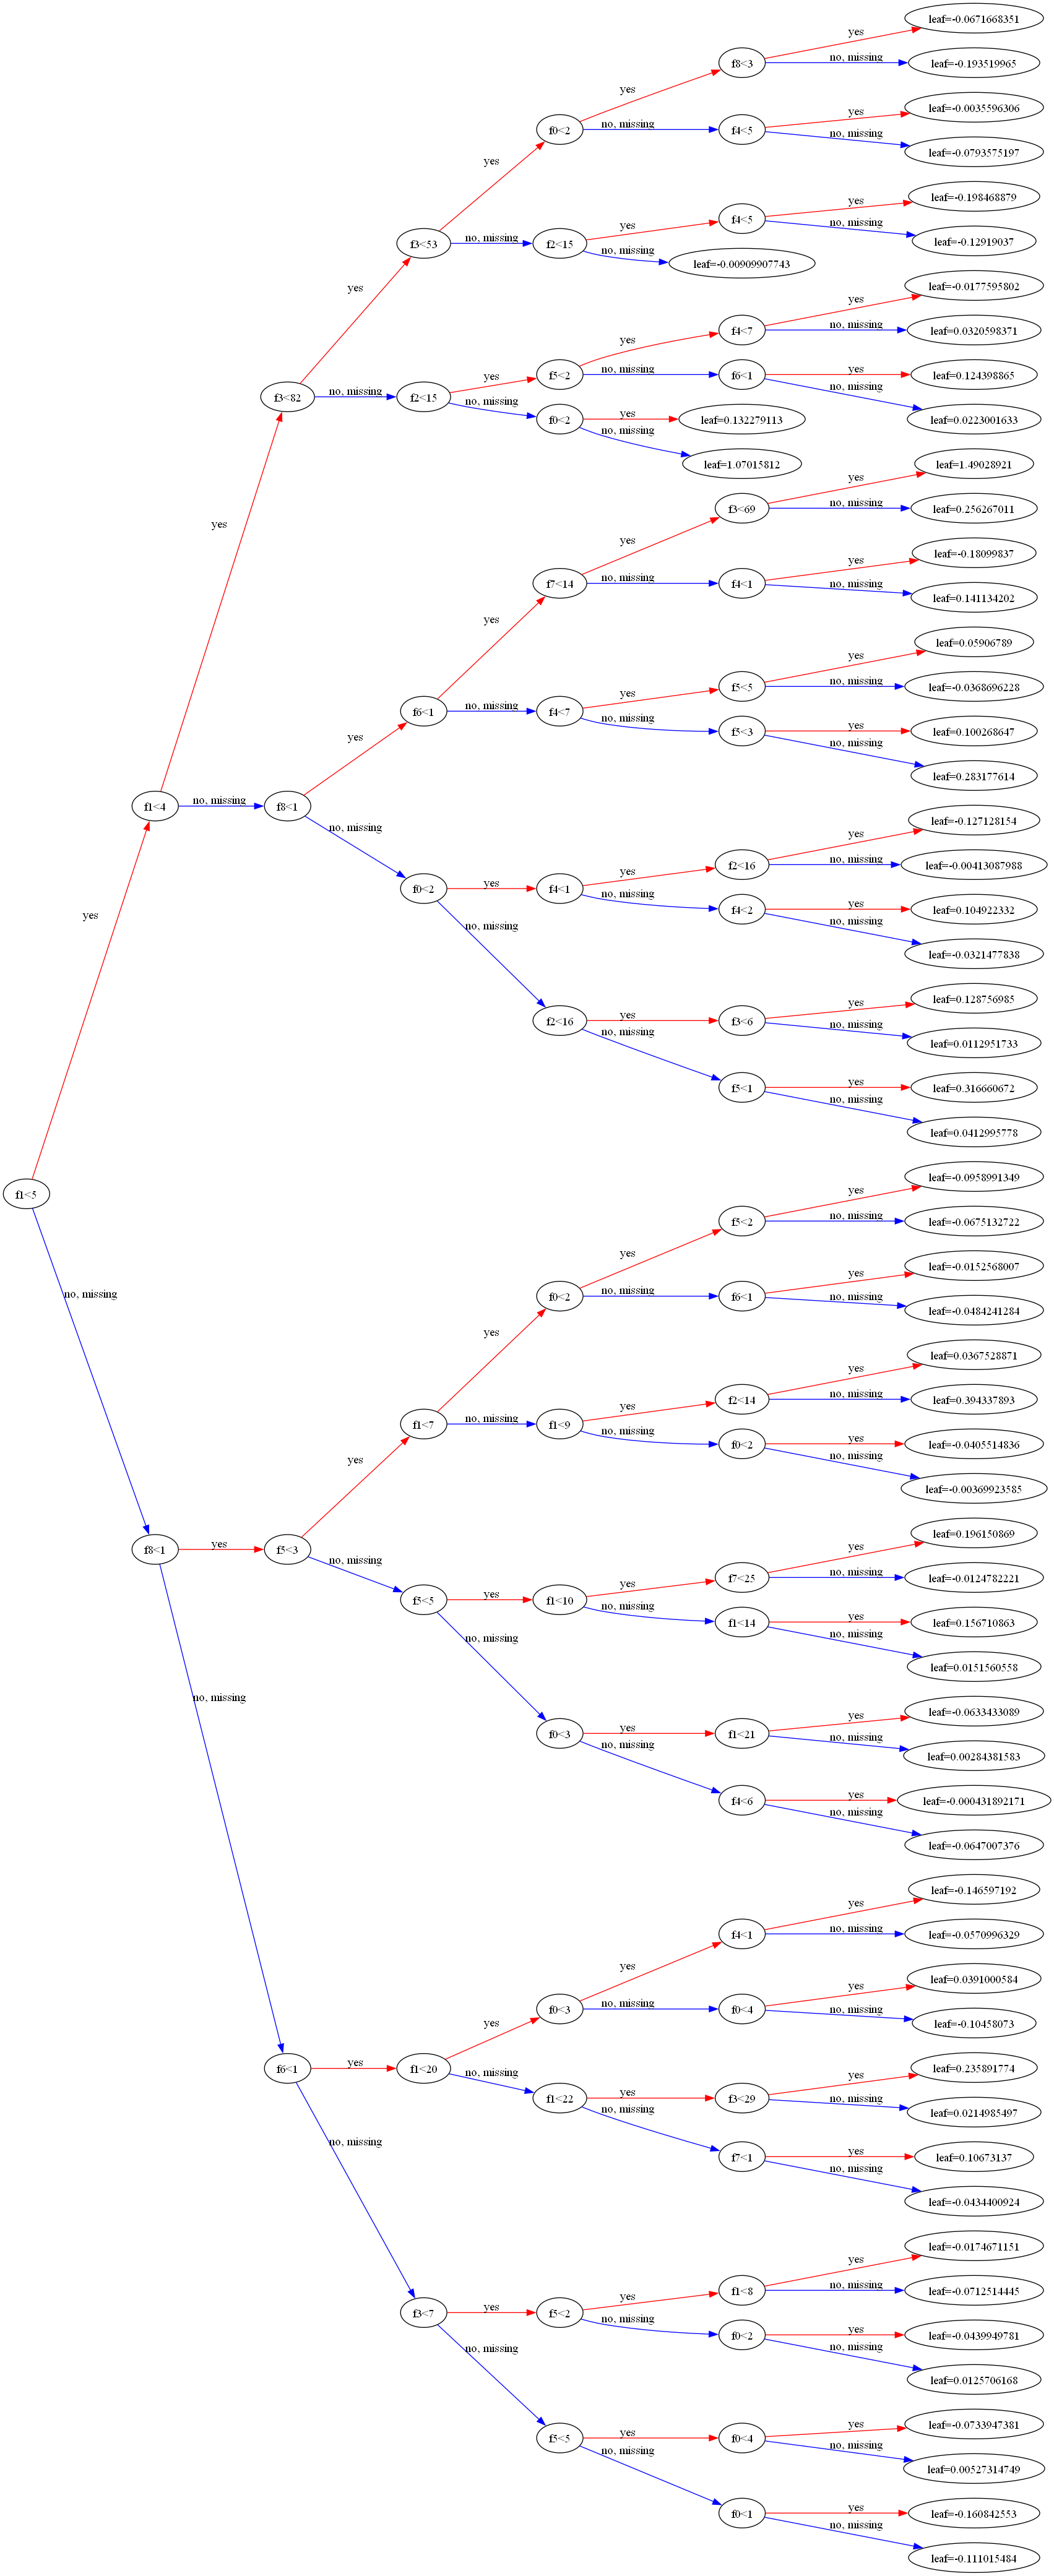 leaf=-0.0671668351
yes
f8<3
no, missing
leaf=-0.193519965
yes
leaf=-0.0035596306
yes
f0<2
no, missing
f4<5
no, missing
leaf=-0.0793575197
yes
leaf=-0.198468879
yes
f4<5
no, missing
leaf=-0.12919037
f3<53
no, missing
f2<15
no, missing
leaf=-0.00909907743
yes
leaf=-0.0177595802
yes
f4<7
no, missing
leaf=0.0320598371
yes
f5<2
no, missing
f6<1
yes
leaf=0.124398865
no, missing
leaf=0.0223001633
f3<82
no, missing
f2<15
yes
no, missing
f0<2
yes
leaf=0.132279113
no, missing
leaf=1.07015812
yes
leaf=1.49028921
yes
f3<69
no, missing
leaf=0.256267011
yes
f7<14
no, missing
f4<1
yes
leaf=-0.18099837
no, missing
leaf=0.141134202
yes
leaf=0.05906789
f6<1
no, missing
f4<7
yes
f5<5
no, missing
leaf=-0.0368696228
no, missing
f5<3
yes
leaf=0.100268647
no, missing
leaf=0.283177614
yes
f1<4
no, missing
f8<1
yes
no, missing
leaf=-0.127128154
yes
f2<16
no, missing
leaf=-0.00413087988
f0<2
yes
f4<1
yes
no, missing
f4<2
yes
leaf=0.104922332
no, missing
leaf=-0.0321477838
no, missing
f2<16
yes
f3<6
yes
leaf=0.128756985
no, missing
leaf=0.0112951733
no, missing
f5<1
yes
leaf=0.316660672
no, missing
leaf=0.0412995778
yes
f1<5
no, missing
yes
leaf=-0.0958991349
yes
f5<2
no, missing
leaf=-0.0675132722
yes
f0<2
no, missing
f6<1
yes
leaf=-0.0152568007
no, missing
leaf=-0.0484241284
yes
leaf=0.0367528871
f1<7
no, missing
f1<9
yes
f2<14
no, missing
leaf=0.394337893
no, missing
f0<2
yes
leaf=-0.0405514836
no, missing
leaf=-0.00369923585
f8<1
yes
f5<3
yes
no, missing
yes
leaf=0.196150869
f5<5
yes
f1<10
yes
f7<25
no, missing
leaf=-0.0124782221
no, missing
f1<14
yes
leaf=0.156710863
no, missing
leaf=0.0151560558
no, missing
f0<3
yes
f1<21
yes
leaf=-0.0633433089
no, missing
leaf=0.00284381583
no, missing
f4<6
yes
leaf=-0.000431892171
no, missing
leaf=-0.0647007376
no, missing
yes
leaf=-0.146597192
yes
f4<1
no, missing
leaf=-0.0570996329
yes
f0<3
no, missing
f0<4
yes
leaf=0.0391000584
no, missing
leaf=-0.10458073
f6<1
yes
f1<20
no, missing
f1<22
yes
f3<29
yes
leaf=0.235891774
no, missing
leaf=0.0214985497
no, missing
f7<1
yes
leaf=0.10673137
no, missing
leaf=-0.0434400924
no, missing
yes
leaf=-0.0174671151
f3<7
yes
f5<2
yes
f1<8
no, missing
leaf=-0.0712514445
no, missing
f0<2
yes
leaf=-0.0439949781
no, missing
leaf=0.0125706168
no, missing
f5<5
yes
f0<4
yes
leaf=-0.0733947381
no, missing
leaf=0.00527314749
no, missing
f0<1
yes
leaf=-0.160842553
no, missing
leaf=-0.111015484